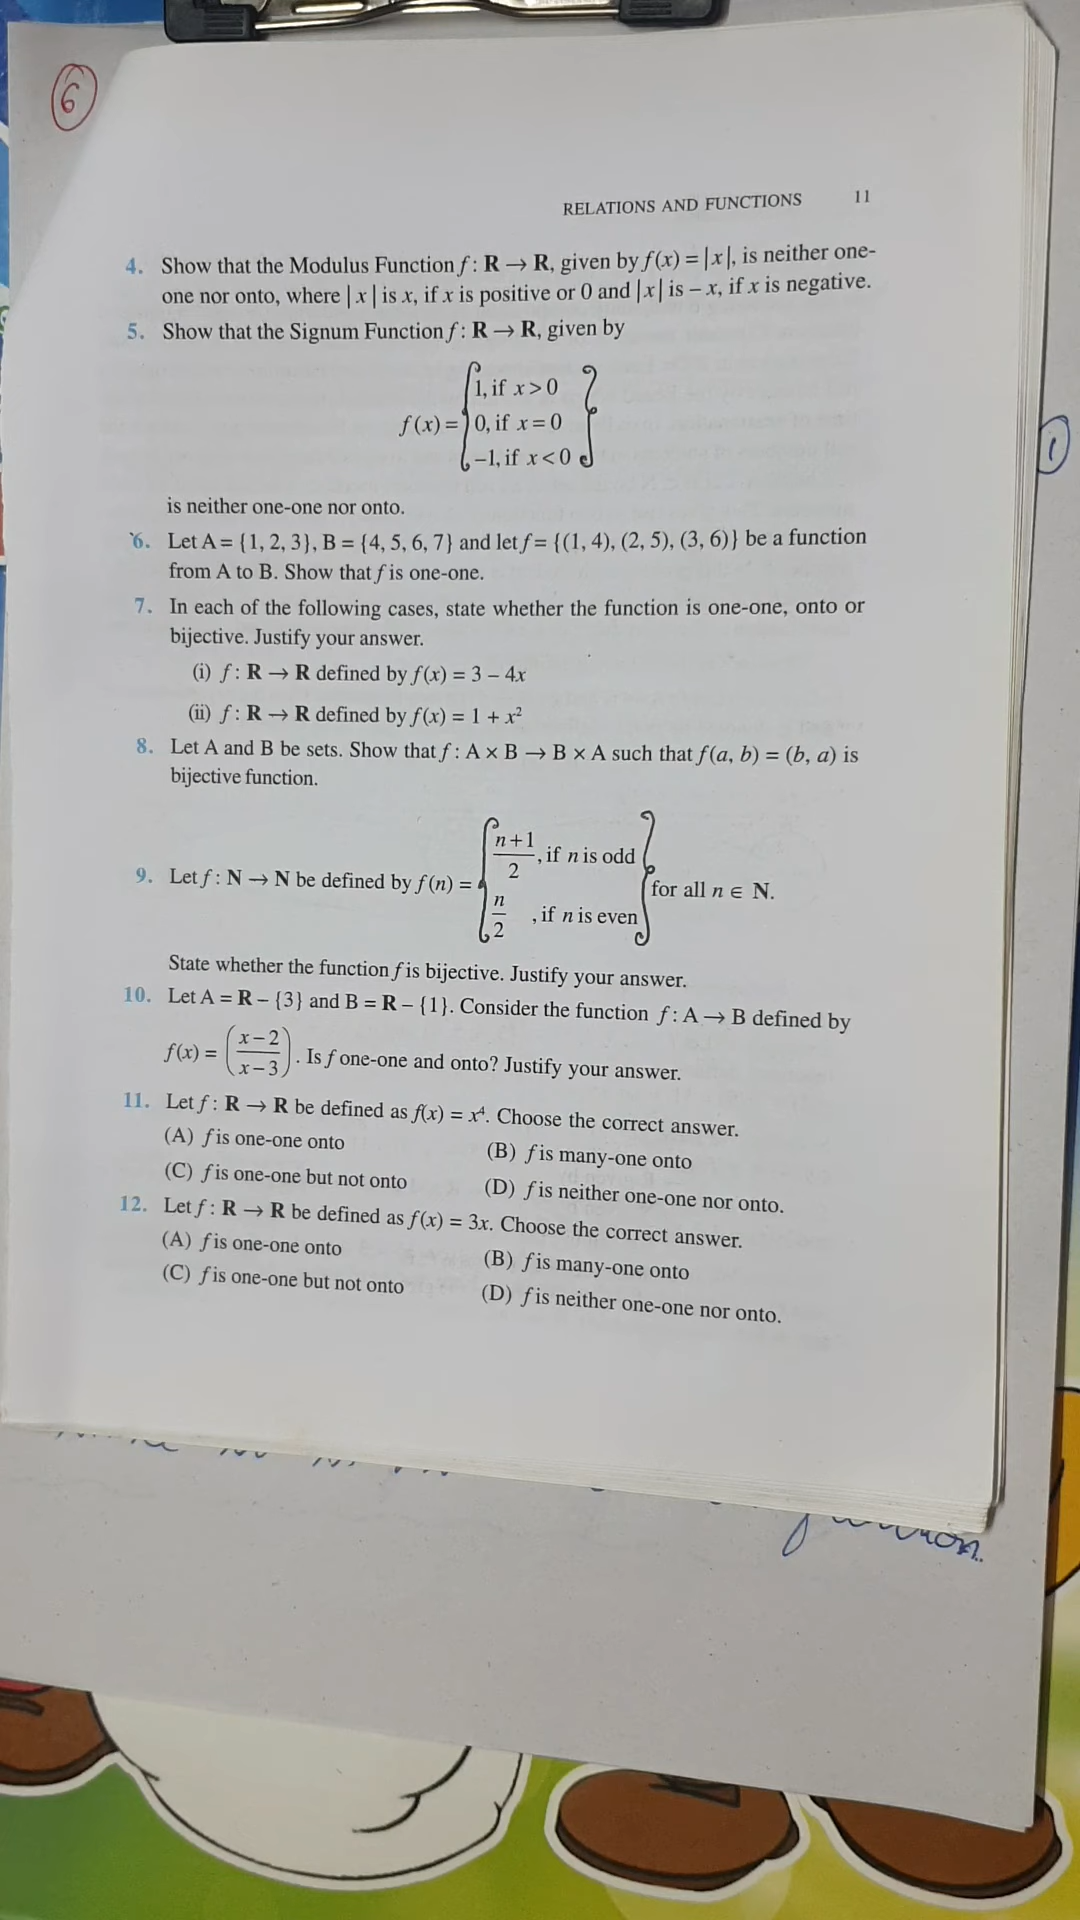 6
RELATIONS AND FUNCTIONS 11
4. Show that the Modulus Function f : R → R, given by f(x) = |x|, is neither one-
one nor onto, where | x | is x, if x is positive or 0 and |x| is – x, if x is negative.
5. Show that the Signum Function f : R → R, given by
f(x) = { 1, if x > 0
0, if x = 0
–1, if x < 0 }
1
is neither one-one nor onto.
6. Let A = {1, 2, 3}, B = {4, 5, 6, 7} and let f = {(1, 4), (2, 5), (3, 6)} be a function
from A to B. Show that f is one-one.
7. In each of the following cases, state whether the function is one-one, onto or
bijective. Justify your answer.
(i) f : R → R defined by f(x) = 3 – 4x
(ii) f : R → R defined by f(x) = 1 + x²
8. Let A and B be sets. Show that f : A × B → B × A such that f(a, b) = (b, a) is
bijective function.
9. Let f : N → N be defined by f(n) = { (n+1)/2, if n is odd
n/2, if n is even } for all n ∈ N.
State whether the function f is bijective. Justify your answer.
10. Let A = R – {3} and B = R – {1}. Consider the function f : A → B defined by
f(x) = ((x–2)/(x–3)). Is f one-one and onto? Justify your answer.
11. Let f : R → R be defined as f(x) = x⁴. Choose the correct answer.
(A) f is one-one onto (B) f is many-one onto
(C) f is one-one but not onto (D) f is neither one-one nor onto.
12. Let f : R → R be defined as f(x) = 3x. Choose the correct answer.
(A) f is one-one onto (B) f is many-one onto
(C) f is one-one but not onto (D) f is neither one-one nor onto.